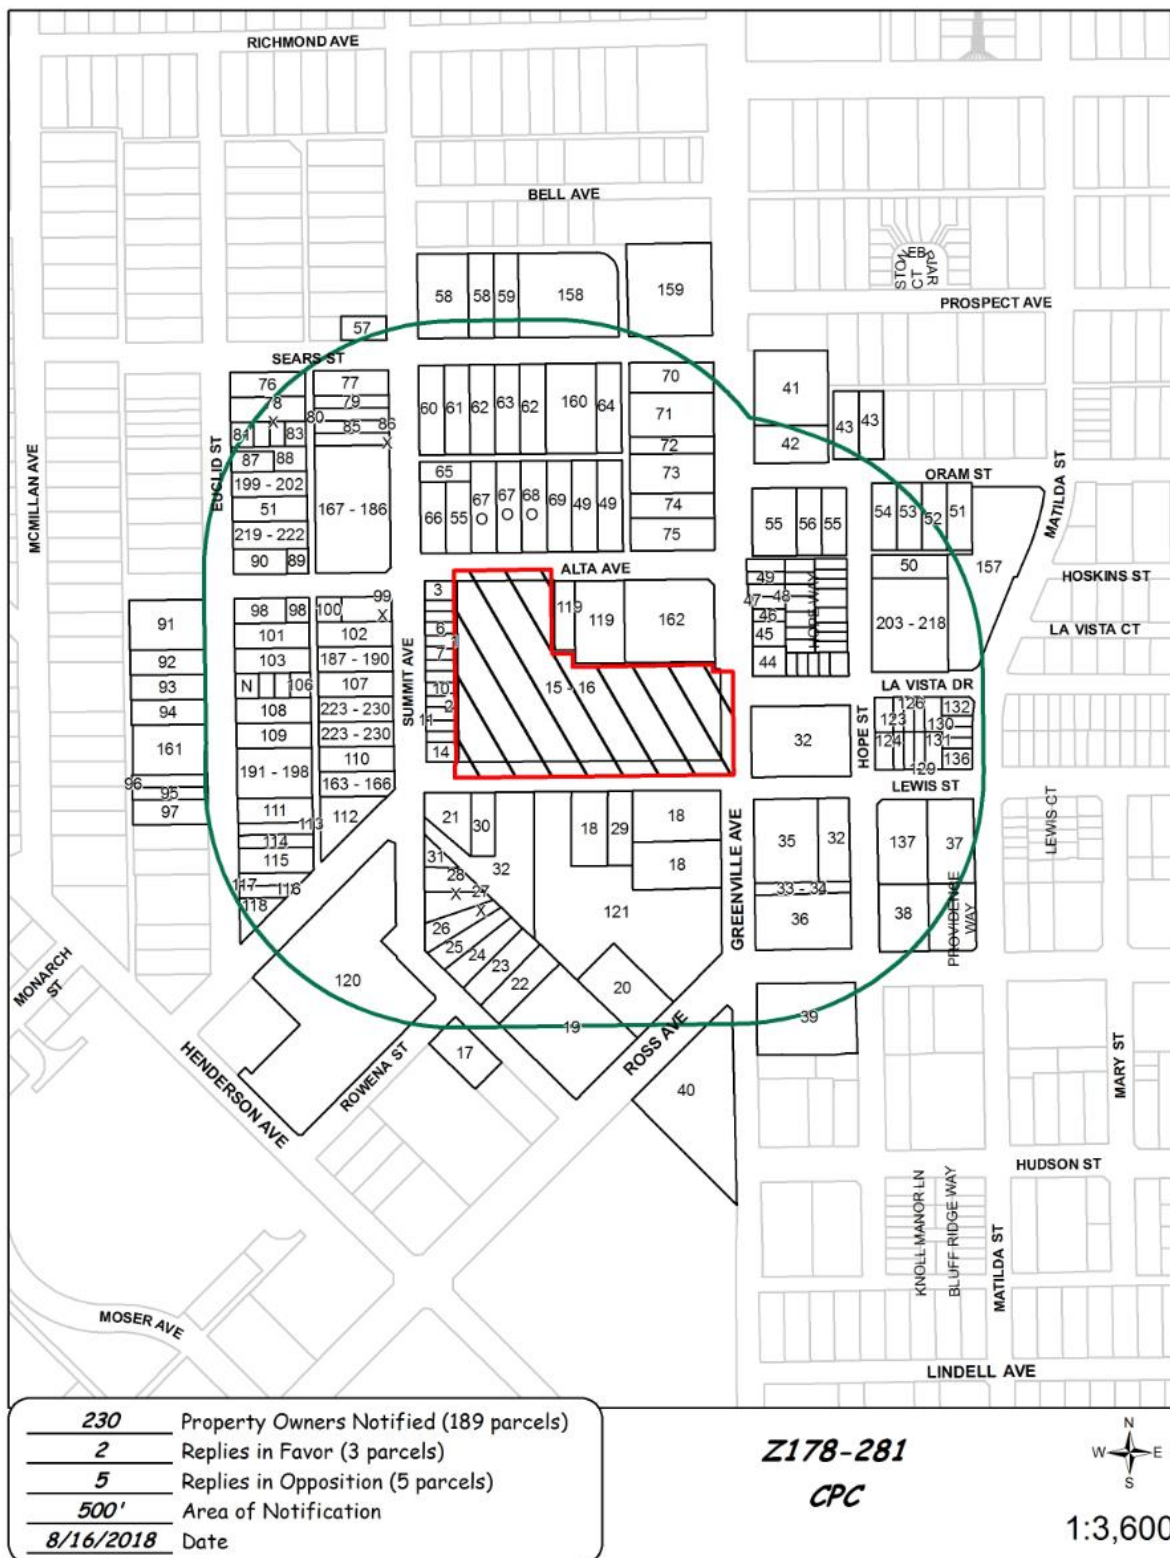 RICHMOND AVE
BELL AVE
STONEBRIAR CT
PROSPECT AVE
58 58 59 158 159
57
SEARS ST
76 77
78 79
X 80 86
81 83 85 X
87 88
199 - 202
51
219 - 222
90 89
167 - 186
EUCLID ST
MCMILLAN AVE
60 61 62 63 62 160 64
70
71
72
73
74
75
65
66 55 67 67 68 69 49 49
O O O
41
42
43 43
ORAM ST
MATILDA ST
55 56 55
54 53 52 51
157
50
203 - 218
HOSKINS ST
LA VISTA CT
LA VISTA DR
ALTA AVE
49
47 48
46
45
44
HOPE WAY
91
92
93
94
161
96
95
97
98 98
101
103
N 106
108
109
191 - 198
111
113
114
115
117 116
118
99
100 X
102
187 - 190
107
223 - 230
223 - 230
110
163 - 166
112
SUMMIT AVE
3
6
1
7
10
2
11
14
119 119 162
15 - 16
32
HOPE ST
126 132
123 130
124 131
129 136
LEWIS ST
LEWIS CT
21 30 18 29 18
18
31
28
X 27
X
32
26
25 24 23 22
121
20
19
GREENVILLE AVE
35 32
33 - 34
36
137 37
38
PROVIDENCE WAY
39
120
17
40
MONARCH ST
HENDERSON AVE
ROWENA ST
ROSS AVE
MARY ST
HUDSON ST
KNOLL MANOR LN
BLUFF RIDGE WAY
MATILDA ST
MOSER AVE
LINDELL AVE
230 Property Owners Notified (189 parcels)
2 Replies in Favor (3 parcels)
5 Replies in Opposition (5 parcels)
500' Area of Notification
8/16/2018 Date
Z178-281
CPC
N
W E
S
1:3,600